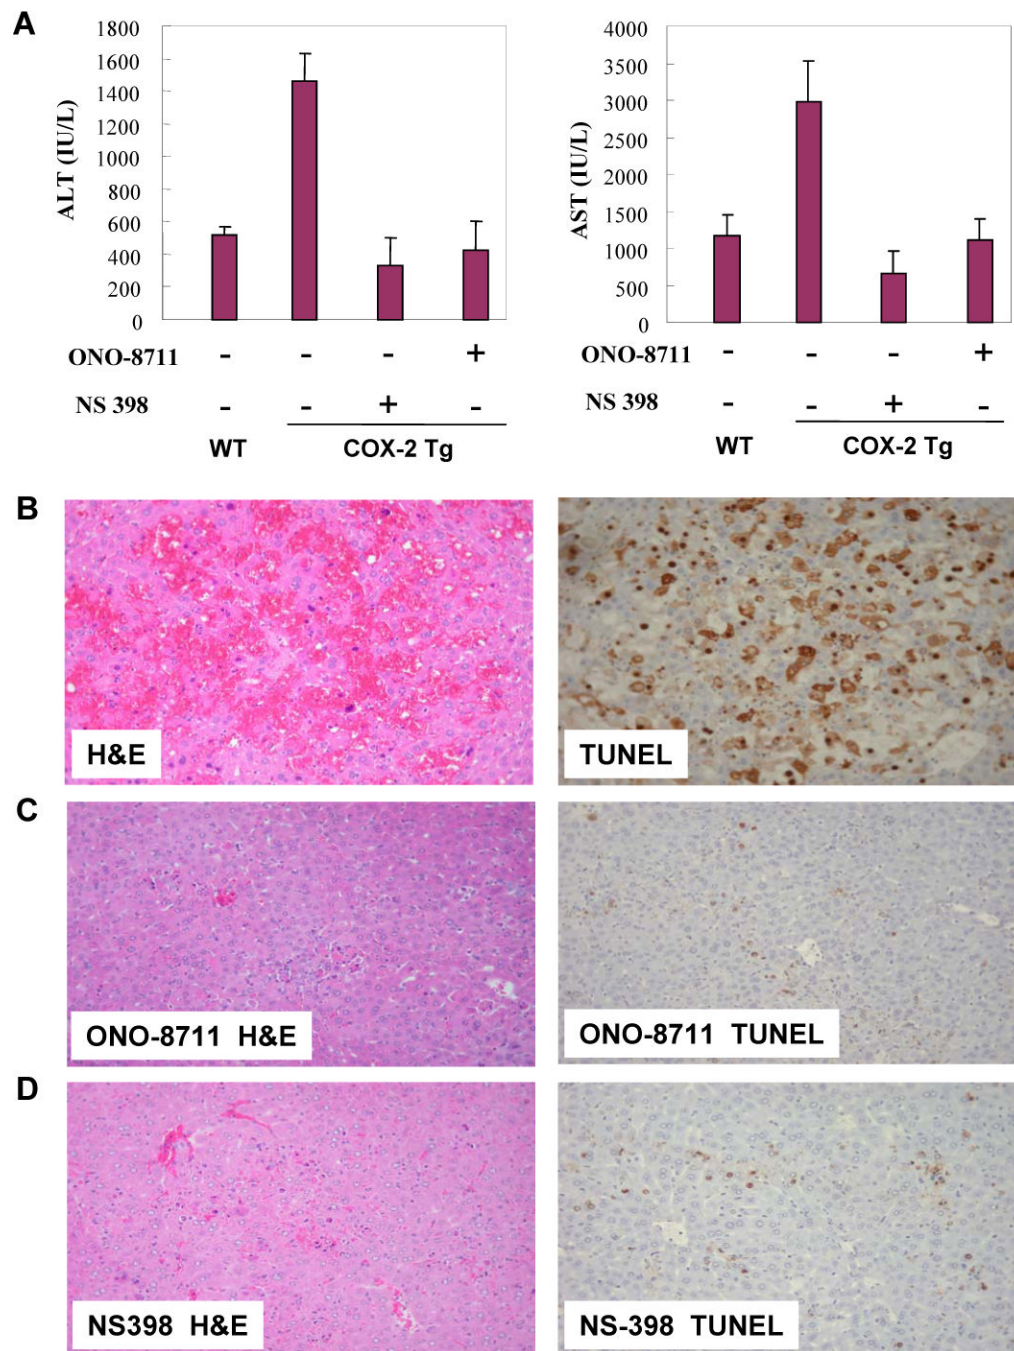 A
1800
1600
1400
1200
1000
800
600
400
200
0
ALT (IU/L)
ONO-8711 - - - +
NS 398 - - + -
WT COX-2 Tg
4000
3500
3000
2500
2000
1500
1000
500
0
AST (IU/L)
ONO-8711 - - - +
NS 398 - - + -
WT COX-2 Tg
B
H&E
TUNEL
C
ONO-8711 H&E
ONO-8711 TUNEL
D
NS398 H&E
NS-398 TUNEL